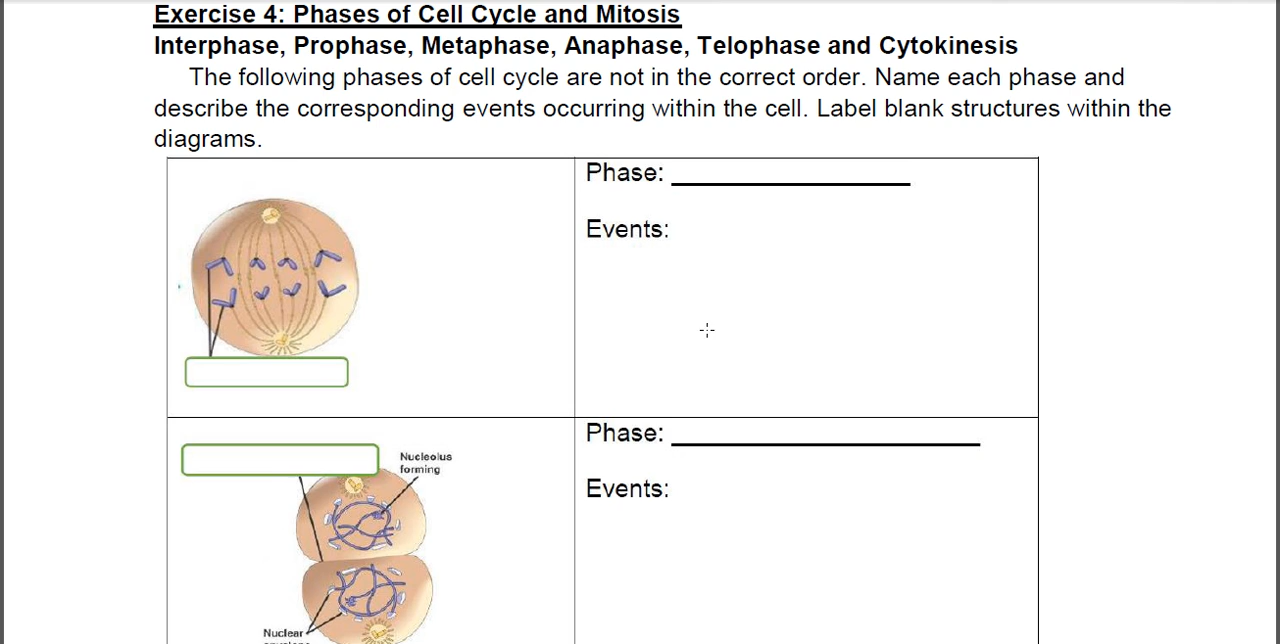 Exercise 4: Phases of Cell Cycle and Mitosis
Interphase, Prophase, Metaphase, Anaphase, Telophase and Cytokinesis
The following phases of cell cycle are not in the correct order. Name each phase and
describe the corresponding events occurring within the cell. Label blank structures within the
diagrams.
Phase:
Events:
Phase:
Nucleolus
forming
Events:
Nuclear